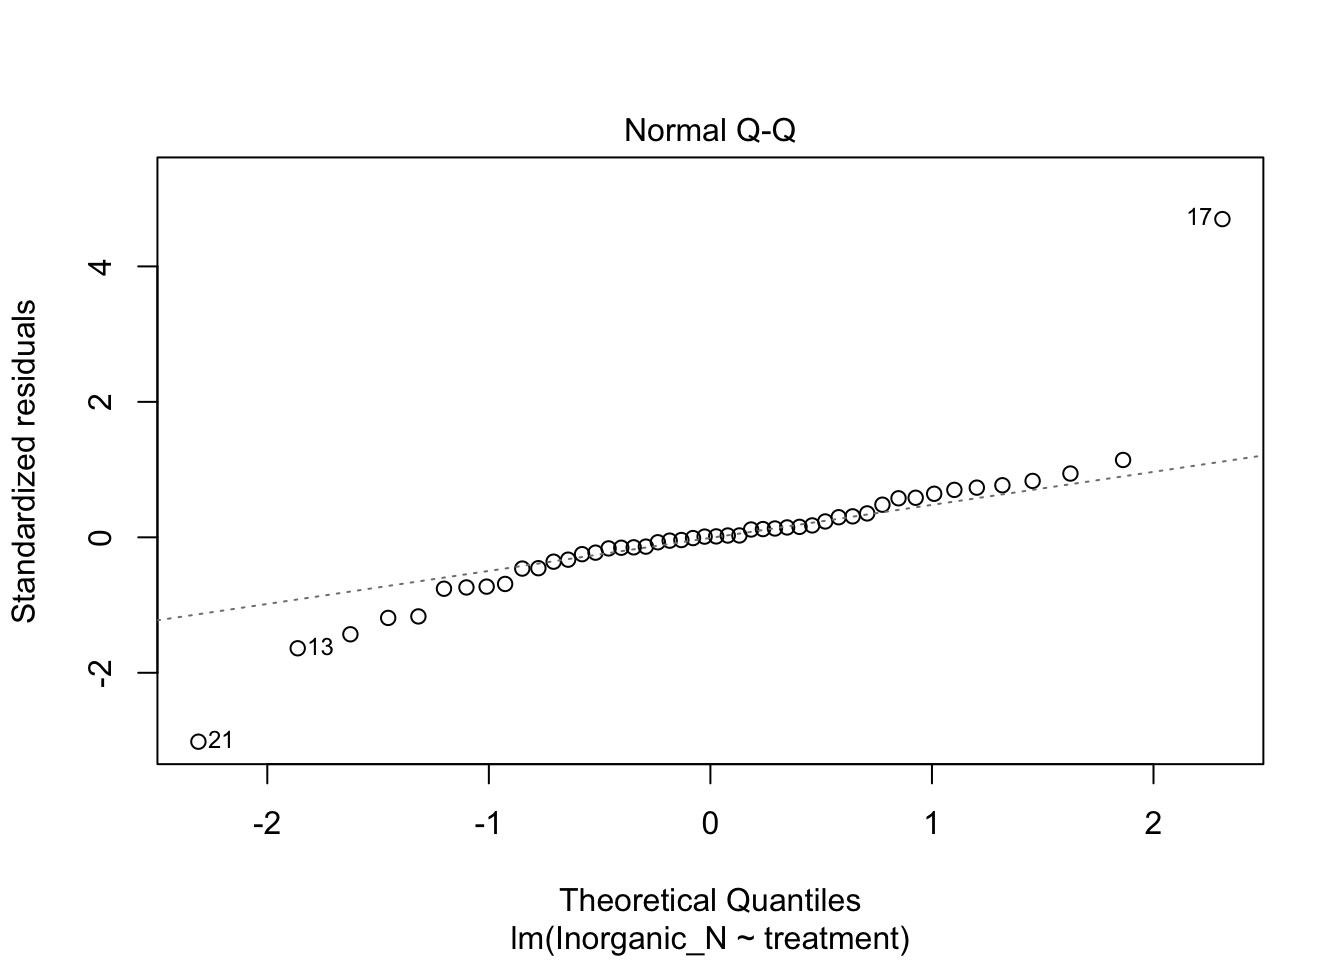 Normal Q-Q
17
4
2
0
-2
13
21
Standardized residuals
-2 -1 0 1 2
Theoretical Quantiles
lm(Inorganic_N ~ treatment)